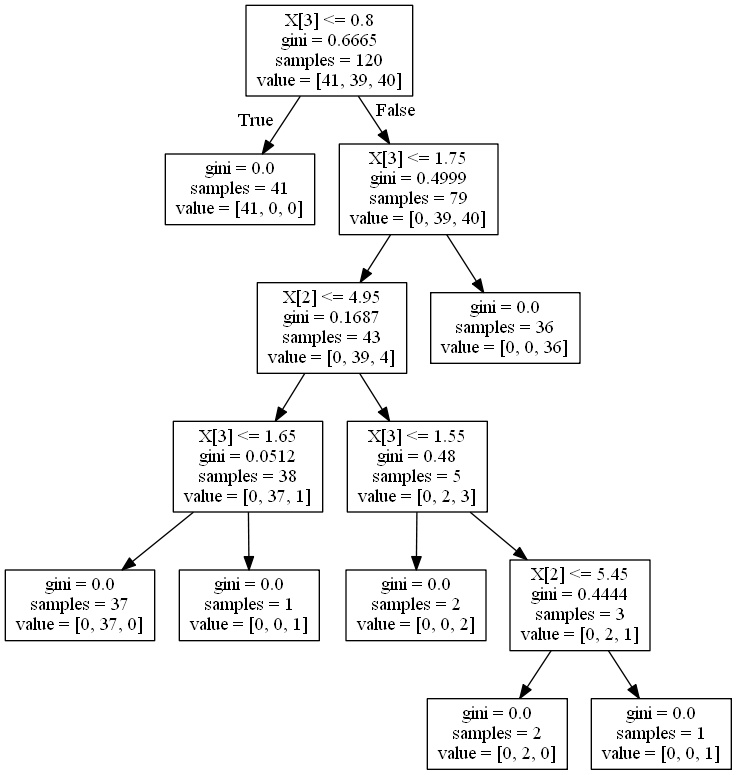 X[3] <= 0.8
gini = 0.6665
samples = 120
value = [41, 39, 40]
True
False
gini = 0.0
samples = 41
value = [41, 0, 0]
X[3] <= 1.75
gini = 0.4999
samples = 79
value = [0, 39, 40]
X[2] <= 4.95
gini = 0.1687
samples = 43
value = [0, 39, 4]
gini = 0.0
samples = 36
value = [0, 0, 36]
X[3] <= 1.65
gini = 0.0512
samples = 38
value = [0, 37, 1]
X[3] <= 1.55
gini = 0.48
samples = 5
value = [0, 2, 3]
gini = 0.0
samples = 37
value = [0, 37, 0]
gini = 0.0
samples = 1
value = [0, 0, 1]
gini = 0.0
samples = 2
value = [0, 0, 2]
X[2] <= 5.45
gini = 0.4444
samples = 3
value = [0, 2, 1]
gini = 0.0
samples = 2
value = [0, 2, 0]
gini = 0.0
samples = 1
value = [0, 0, 1]